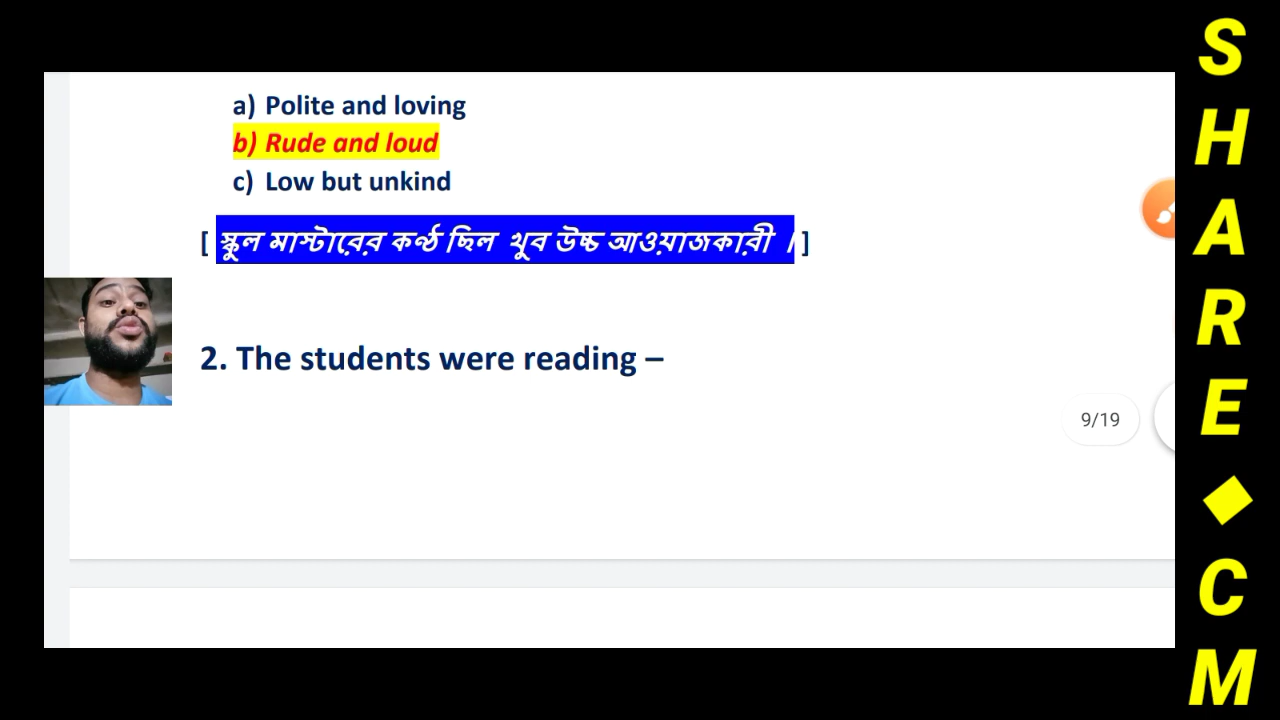 a) Polite and loving
b) Rude and loud
c) Low but unkind
[ স্কুল মাস্টারের কণ্ঠ ছিল খুব উচ্চ আওয়াজকারী । ]
2. The students were reading –
9/19
SHARE◆CM